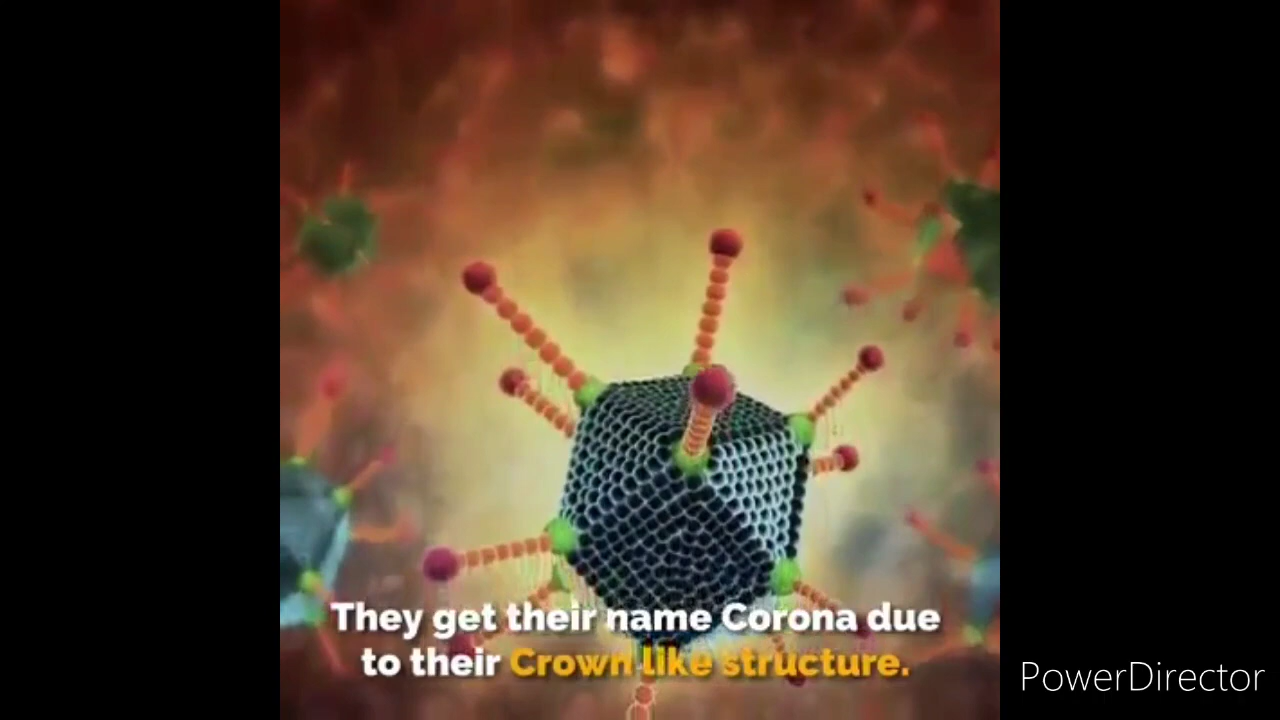 They get their name Corona due
to their Crown like structure.
PowerDirector